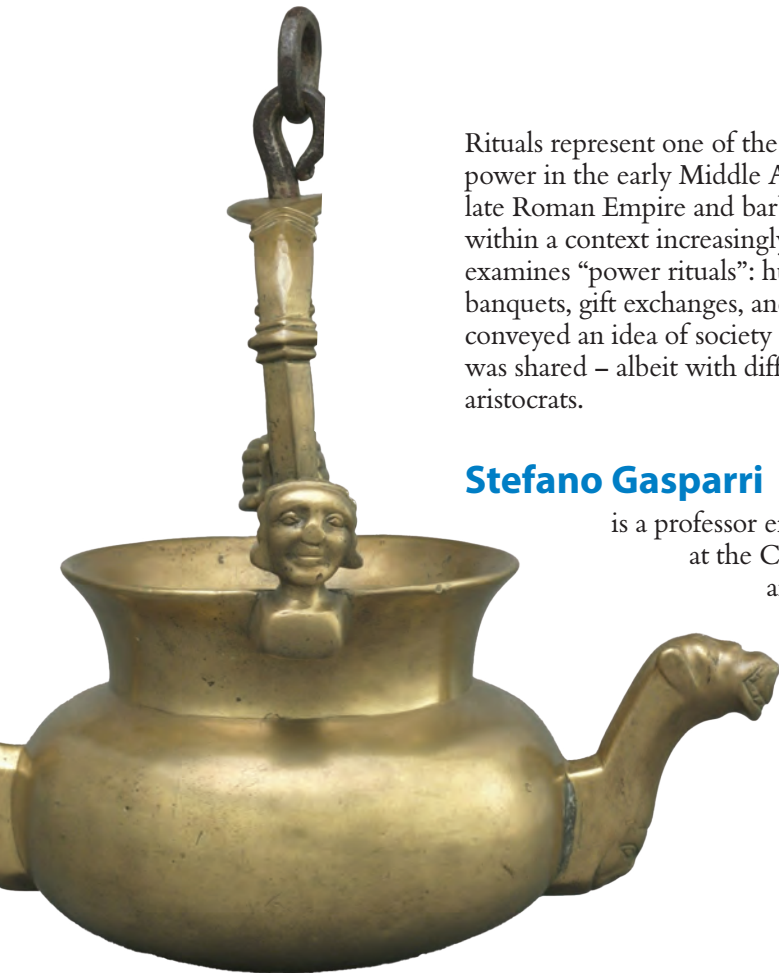 Rituals represent one of the
power in the early Middle A
late Roman Empire and barb
within a context increasingly
examines “power rituals”: hu
banquets, gift exchanges, an
conveyed an idea of society
was shared – albeit with diff
aristocrats.
Stefano Gasparri
is a professor e
at the C
a